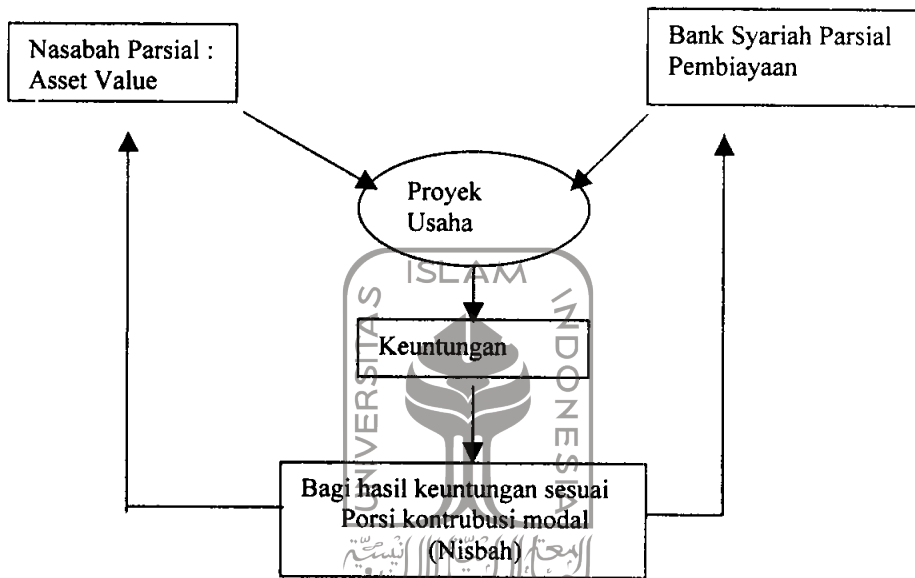 Nasabah Parsial :
Asset Value
Bank Syariah Parsial
Pembiayaan
Proyek
Usaha
ISLAM
UNIVERSITAS
INDONESIA
Keuntungan
Bagi hasil keuntungan sesuai
Porsi kontrubusi modal
(Nisbah)